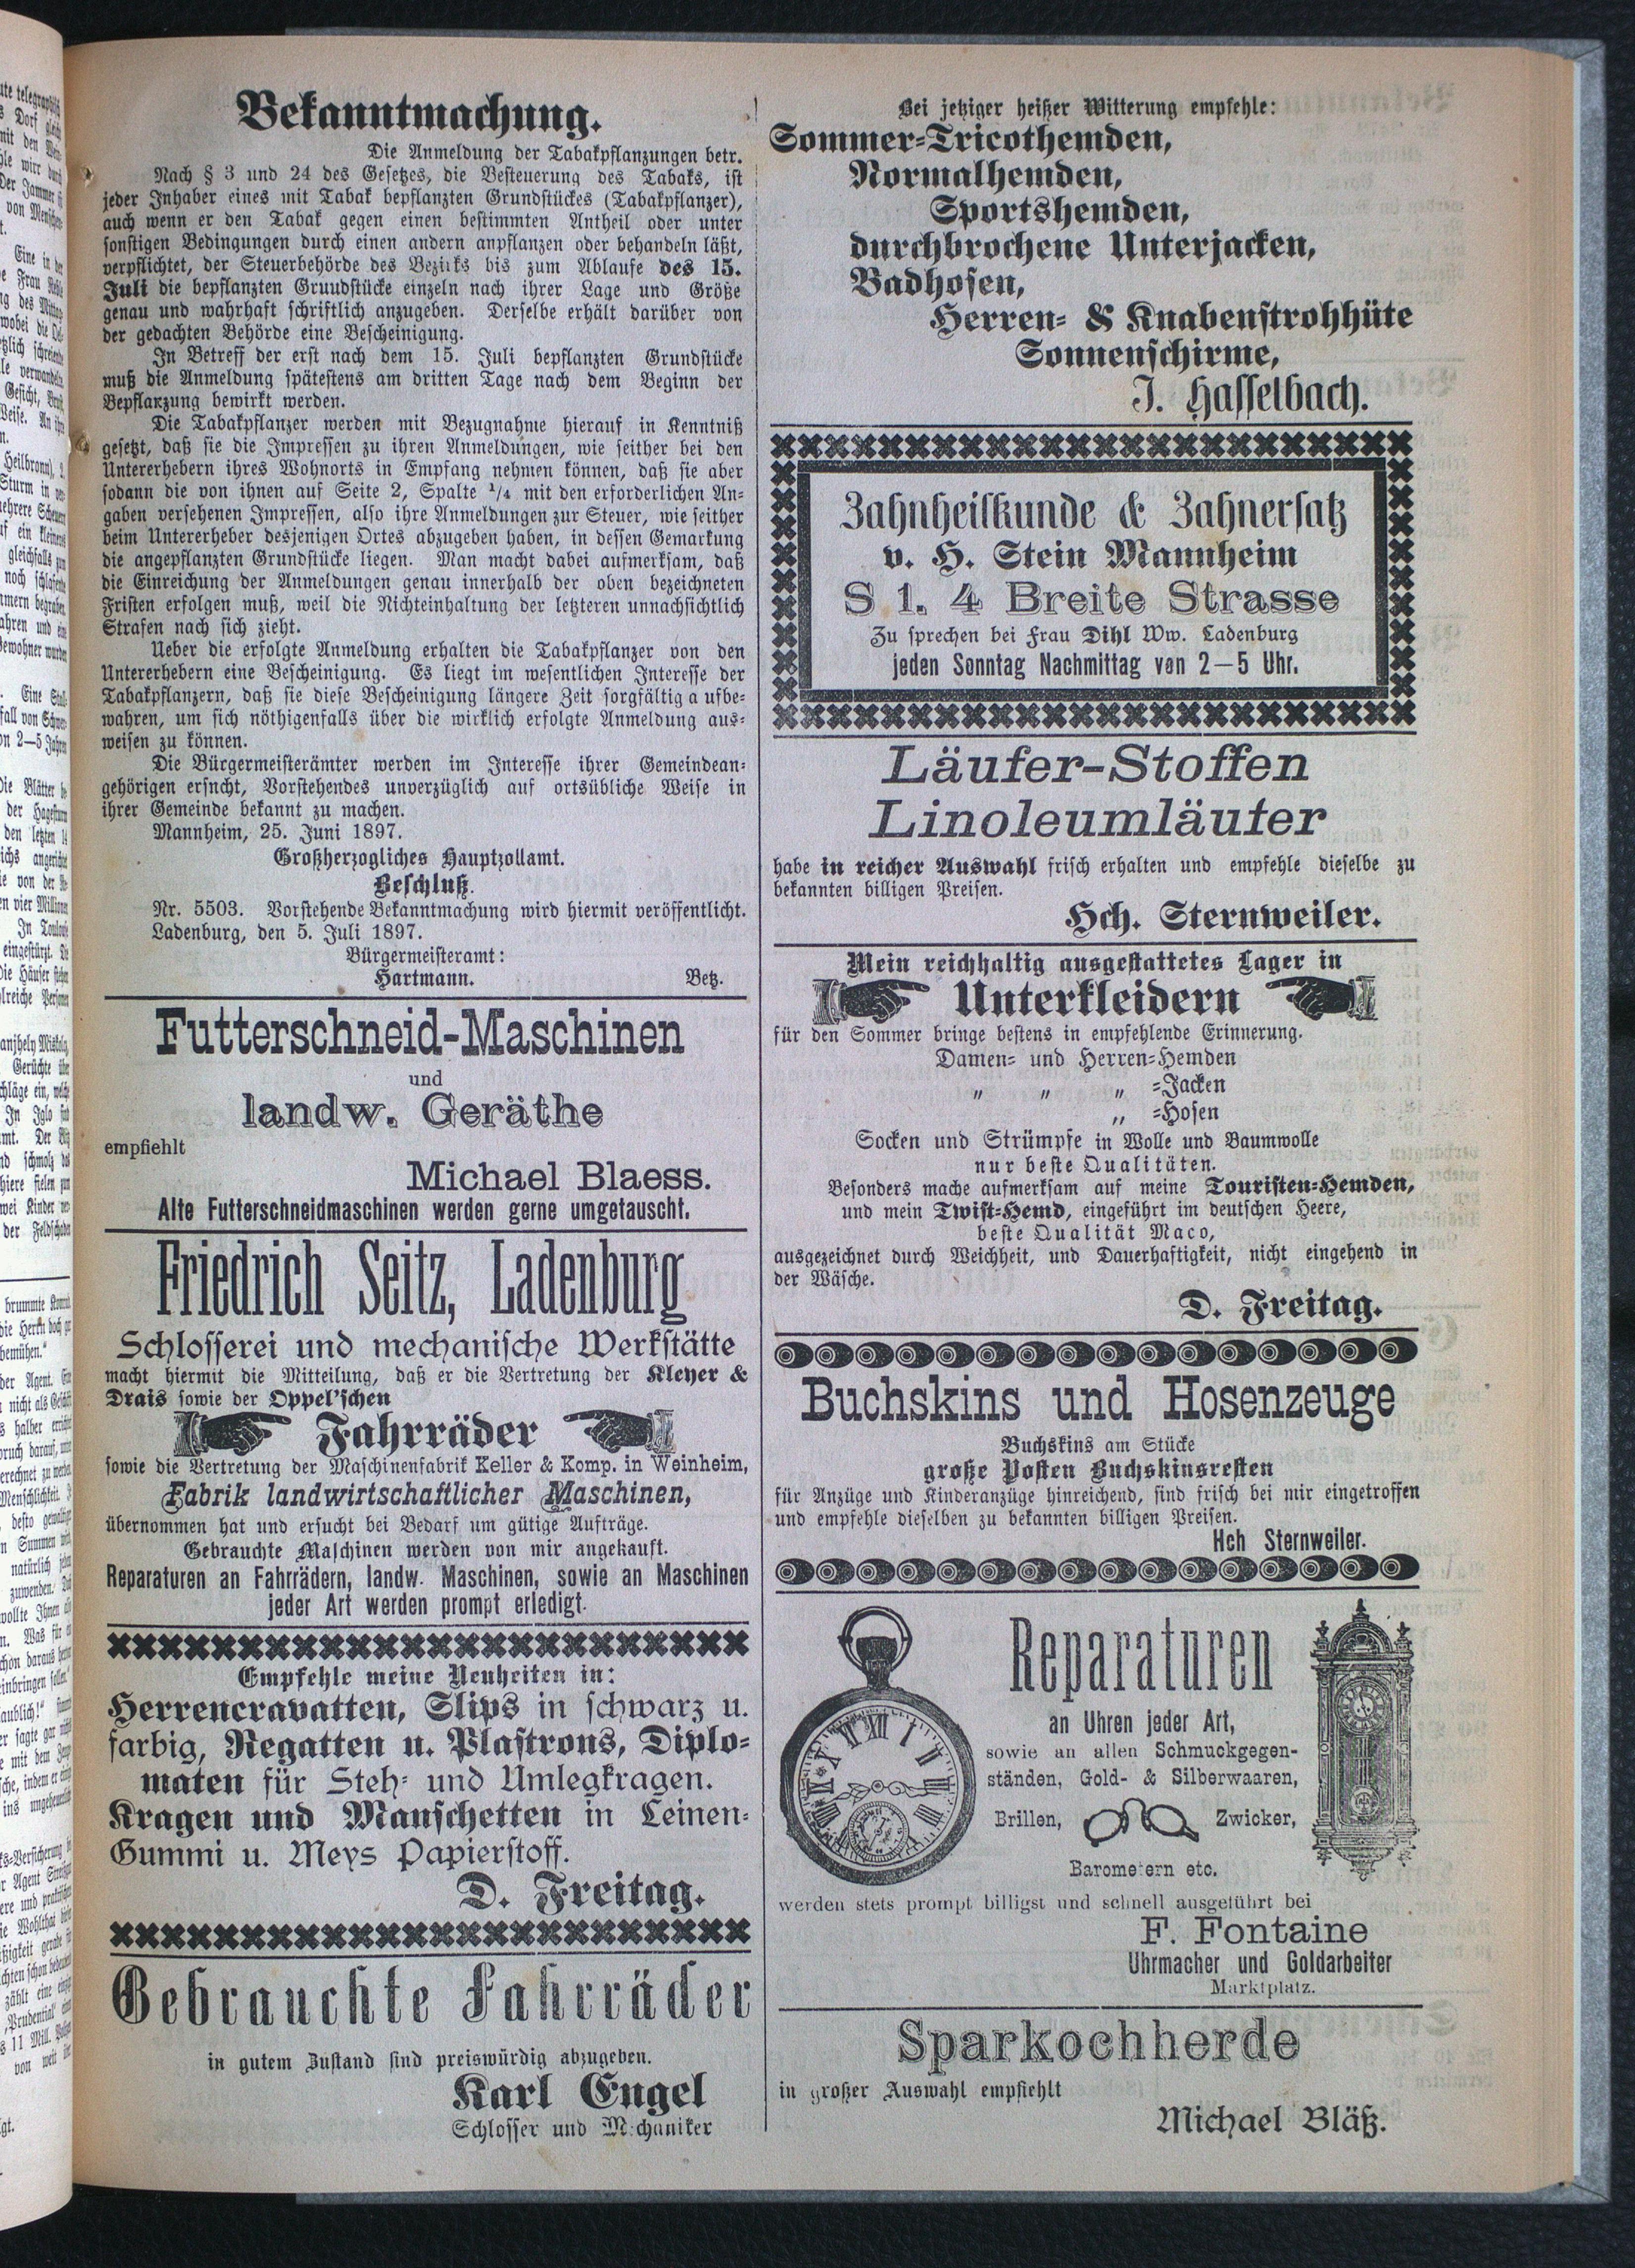 Bekanntmachung.
Die Anmeldung der Tabakpflanzungen betr.
Nach § 3 und 24 des Gesetzes, die Besteuerung des Tabaks, ist
jeder Inhaber eines mit Tabak bepflanzten Grundstückes (Tabakpflanzer),
auch wenn er den Tabak gegen einen bestimmten Antheil oder unter
sonstigen Bedingungen durch einen andern anpflanzen oder behandeln läßt,
verpflichtet, der Steuerbehörde des Bezirks bis zum Ablaufe des 15.
Juli die bepflanzten Gruudstücke einzeln nach ihrer Lage und Größe
genau und wahrhaft schriftlich anzugeben. Derselbe erhält darüber von
der gedachten Behörde eine Bescheinigung.
In Betreff der erst nach dem 15. Juli bepflanzten Grundstücke
muß die Anmeldung spätestens am dritten Tage nach dem Beginn der
Bepflanzung bewirkt werden.
Die Tabakpflanzer werden mit Bezugnahme hierauf in Kenntniß
gesetzt, daß sie die Impressen zu ihren Anmeldungen, wie seither bei den
Untererhebern ihres Wohnorts in Empfang nehmen können, daß sie aber
sodann die von ihnen auf Seite 2, Spalte 1/4 mit den erforderlichen An-
gaben versehenen Impressen, also ihre Anmeldungen zur Steuer, wie seither
beim Untererheber desjenigen Ortes abzugeben haben, in dessen Gemarkung
die angepflanzten Grundstücke liegen. Man macht dabei aufmerksam, daß
die Einreichung der Anmeldungen genau innerhalb der oben bezeichneten
Fristen erfolgen muß, weil die Nichteinhaltung der letzteren unnachsichtlich
Strafen nach sich zieht.
Ueber die erfolgte Anmeldung erhalten die Tabakpflanzer von den
Untererhebern eine Bescheinigung. Es liegt im wesentlichen Interesse der
Tabakpflanzern, daß sie diese Bescheinigung längere Zeit sorgfältig a ufbe-
wahren, um sich nöthigenfalls über die wirklich erfolgte Anmeldung aus-
weisen zu können.
Die Bürgermeisterämter werden im Interesse ihrer Gemeindean-
gehörigen ersncht, Vorstehendes unverzüglich auf ortsübliche Weise in
ihrer Gemeinde bekannt zu machen.
Mannheim, 25. Juni 1897.
Großherzogliches Hauptzollamt.
Beschluß.
Nr. 5503. Vorstehende Bekanntmachung wird hiermit veröffentlicht.
Ladenburg, den 5. Juli 1897.
Bürgermeisteramt:
Hartmann. Betz.
Futterschneid-Maschinen
und
landw. Geräthe
empfiehlt
Michael Blaess.
Alte Futterschneidmaschinen werden gerne umgetauscht.
Friedrich Seitz, Ladenburg
Schlosserei und mechanische Werkstätte
macht hiermit die Mitteilung, daß er die Vertretung der Kleyer &
Drais sowie der Oppel'schen
Fahrräder
sowie die Vertretung der Maschinenfabrik Keller & Komp. in Weinheim,
Fabrik landwirtschaftlicher Maschinen,
übernommen hat und ersucht bei Bedarf um gütige Aufträge.
Gebrauchte Maschinen werden von mir angekauft.
Reparaturen an Fahrrädern, landw. Maschinen, sowie an Maschinen
jeder Art werden prompt erledigt.
Empfehle meine Neuheiten in:
Herrencravatten, Slips in schwarz u.
farbig, Regatten u. Plastrons, Diplo-
maten für Steh- und Umlegkragen.
Kragen und Manschetten in Leinen-
Gummi u. Meys Papierstoff.
D. Freitag.
Gebrauchte Fahrräder
in gutem Zustand sind preiswürdig abzugeben.
Karl Engel
Schlosser und M.chaniker
Bei jetziger heißer Witterung empfehle:
Sommer-Tricothemden,
Normalhemden,
Sportshemden,
durchbrochene Unterjacken,
Badhosen,
Herren- & Knabenstrohhüte
Sonnenschirme,
J. Hasselbach.
Zahnheilkunde & Zahnersatz
v. H. Stein Mannheim
S 1. 4 Breite Strasse
Zu sprechen bei Frau Dihl Ww. Ladenburg
jeden Sonntag Nachmittag von 2–5 Uhr.
Läufer-Stoffen
Linoleumläufer
habe in reicher Auswahl frisch erhalten und empfehle dieselbe zu
bekannten billigen Preisen.
Hch. Sternweiler.
Mein reichhaltig ausgestattetes Lager in
Unterkleidern
für den Sommer bringe bestens in empfehlende Erinnerung.
Damen- und Herren-Hemden
„ „ „ -Jacken
„ -Hosen
Socken und Strümpfe in Wolle und Baumwolle
nur beste Qualitäten.
Besonders mache aufmerksam auf meine Touristen-Hemden,
und mein Twist-Hemd, eingeführt im deutschen Heere,
beste Qualität Maco,
ausgezeichnet durch Weichheit, und Dauerhaftigkeit, nicht eingehend in
der Wäsche.
D. Freitag.
Buchskins und Hosenzeuge
Buchskins am Stücke
große Posten Buchskinsresten
für Anzüge und Kinderanzüge hinreichend, sind frisch bei mir eingetroffen
und empfehle dieselben zu bekannten billigen Preisen.
Hch Sternweiler.
Reparaturen
an Uhren jeder Art,
sowie an allen Schmuckgegen-
ständen, Gold- & Silberwaaren,
Brillen, Zwicker,
Barometern etc.
werden stets prompt billigst und schnell ausgeführt bei
F. Fontaine
Uhrmacher und Goldarbeiter
Marktplatz.
Sparkochherde
in großer Auswahl empfiehlt
Michael Bläß.